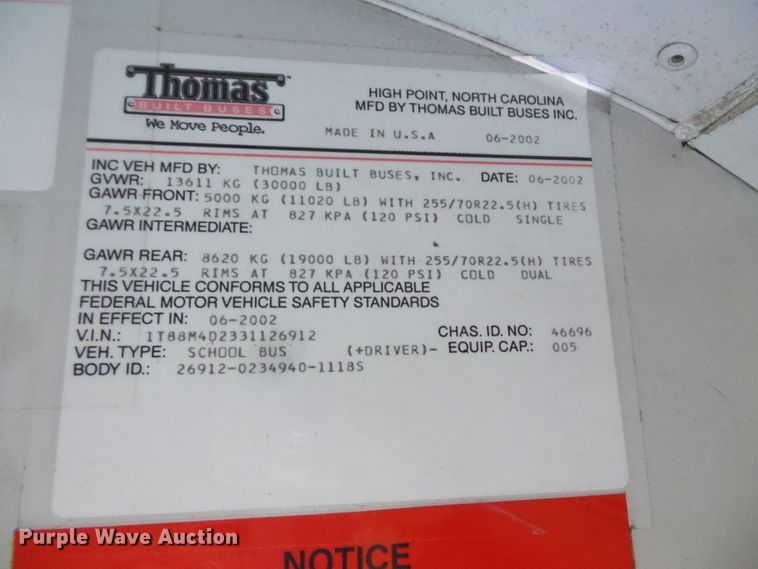 Thomas™
BUILT BUSES
We Move People.
HIGH POINT, NORTH CAROLINA
MFD BY THOMAS BUILT BUSES INC.
MADE IN U.S.A 06-2002
INC VEH MFD BY: THOMAS BUILT BUSES, INC. DATE: 06-2002
GVWR: 13611 KG (30000 LB)
GAWR FRONT: 5000 KG (11020 LB) WITH 255/70R22.5(H) TIRES
7.5X22.5 RIMS AT 827 KPA (120 PSI) COLD SINGLE
GAWR INTERMEDIATE:
GAWR REAR: 8620 KG (19000 LB) WITH 255/70R22.5(H) TIRES
7.5X22.5 RIMS AT 827 KPA (120 PSI) COLD DUAL
THIS VEHICLE CONFORMS TO ALL APPLICABLE
FEDERAL MOTOR VEHICLE SAFETY STANDARDS
IN EFFECT IN: 06-2002
V.I.N.: 1T88M4D2331126912 CHAS. ID. NO: 46696
VEH. TYPE: SCHOOL BUS (+DRIVER)- EQUIP. CAP.: 005
BODY ID.: 26912-0234940-1118S
NOTICE
Purple Wave Auction